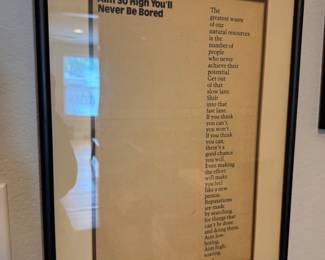 Aim So High You'll
Never Be Bored
The
greatest waste
of our
natural resources
is the
number of
people
who never
achieve their
potential.
Get out
of that
slow lane.
Shift
into that
fast lane.
If you think
you can't,
you won't.
If you think
you can,
there's a
good chance
you will.
Even making
the effort
will make
you feel
like a new
person.
Reputations
are made
by searching
for things that
can't be done
and doing them.
Aim low:
boring.
Aim high:
soaring.